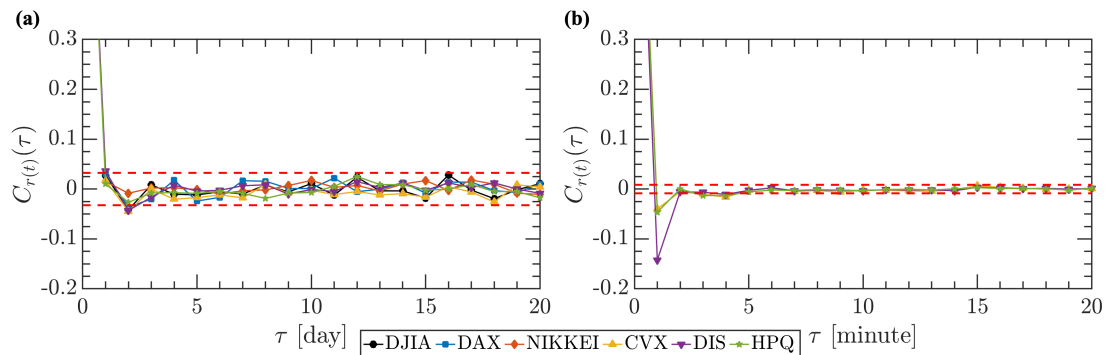 (a)
0.3
0.2
0.1
0
-0.1
-0.2
C_{r(t)}(τ)
0 5 10 15 20
τ [day]
(b)
0.3
0.2
0.1
0
-0.1
-0.2
C_{r(t)}(τ)
0 5 10 15 20
τ [minute]
DJIA DAX NIKKEI CVX DIS HPQ